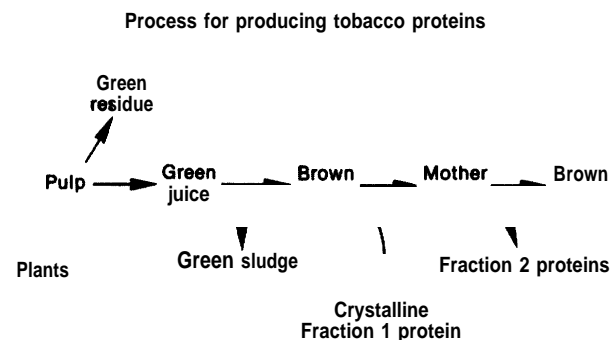 Process for producing tobacco proteins
Green
residue
Pulp
Green
juice
Brown
Mother
Brown
Plants
Green sludge
Fraction 2 proteins
Crystalline
Fraction 1 protein